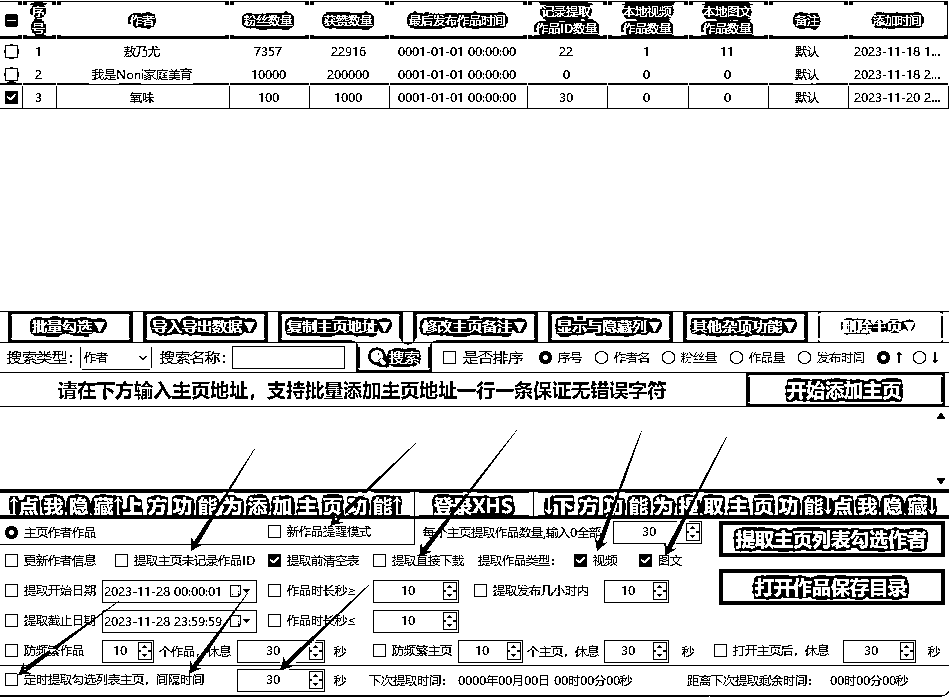 序号 作者 粉丝数量 获赞数量 最后发布作品时间 记录提取作品ID数量 本地视频作品数量 本地图文作品数量 备注 添加时间
1 敖乃尤 7357 22916 0001-01-01 00:00:00 22 1 11 默认 2023-11-18 1...
2 我是Noni家庭美育 10000 200000 0001-01-01 00:00:00 0 0 0 默认 2023-11-18 2...
3 氧味 100 1000 0001-01-01 00:00:00 30 0 0 默认 2023-11-20 2...
批量勾选▽ 导入导出数据▽ 复制主页地址▽ 修改主页备注▽ 显示与隐藏列▽ 其他杂项功能▽ 删除主页▽
搜索类型: 作者 搜索名称: 搜索 是否排序 序号 作者名 粉丝量 作品量 发布时间 ↑ ↓
请在下方输入主页地址，支持批量添加主页地址一行一条保证无错误字符 开始添加主页
↑点我隐藏↑上方功能为添加主页功能↑ 登录XHS ↓下方功能为提取主页功能↓点我隐藏↓
主页作者作品 新作品提醒模式 每个主页提取作品数量,输入0全部 30 提取主页列表勾选作者
更新作者信息 提取主页未记录作品ID 提取前清空表 提取直接下载 提取作品类型: 视频 图文
提取开始日期 2023-11-28 00:00:01 作品时长秒≥ 10 提取发布几小时内 10 打开作品保存目录
提取截止日期 2023-11-28 23:59:59 作品时长秒≤ 10
防频繁作品 10 个作品，休息 30 秒 防频繁主页 10 个主页，休息 30 秒 打开主页后，休息 30 秒
定时提取勾选列表主页，间隔时间 30 秒 下次提取时间: 0000年00月00日 00时00分00秒 距离下次提取剩余时间: 00时00分00秒